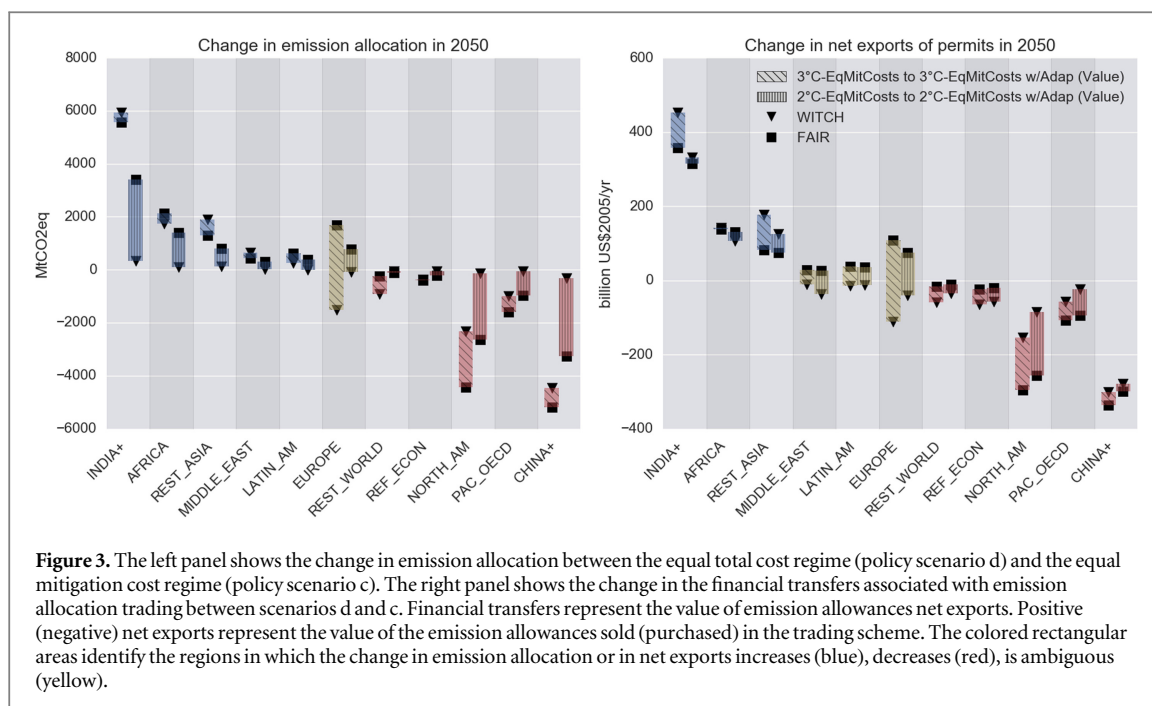 Change in emission allocation in 2050
8000
6000
4000
2000
0
−2000
−4000
−6000
MtCO2eq
INDIA+
AFRICA
REST_ASIA
MIDDLE_EAST
LATIN_AM
EUROPE
REST_WORLD
REF_ECON
NORTH_AM
PAC_OECD
CHINA+
Change in net exports of permits in 2050
600
400
200
0
−200
−400
billion US$2005/yr
3°C-EqMitCosts to 3°C-EqMitCosts w/Adap (Value)
2°C-EqMitCosts to 2°C-EqMitCosts w/Adap (Value)
WITCH
FAIR
INDIA+
AFRICA
REST_ASIA
MIDDLE_EAST
LATIN_AM
EUROPE
REST_WORLD
REF_ECON
NORTH_AM
PAC_OECD
CHINA+
Figure 3. The left panel shows the change in emission allocation between the equal total cost regime (policy scenario d) and the equal
mitigation cost regime (policy scenario c). The right panel shows the change in the financial transfers associated with emission
allocation trading between scenarios d and c. Financial transfers represent the value of emission allowances net exports. Positive
(negative) net exports represent the value of the emission allowances sold (purchased) in the trading scheme. The colored rectangular
areas identify the regions in which the change in emission allocation or in net exports increases (blue), decreases (red), is ambiguous
(yellow).